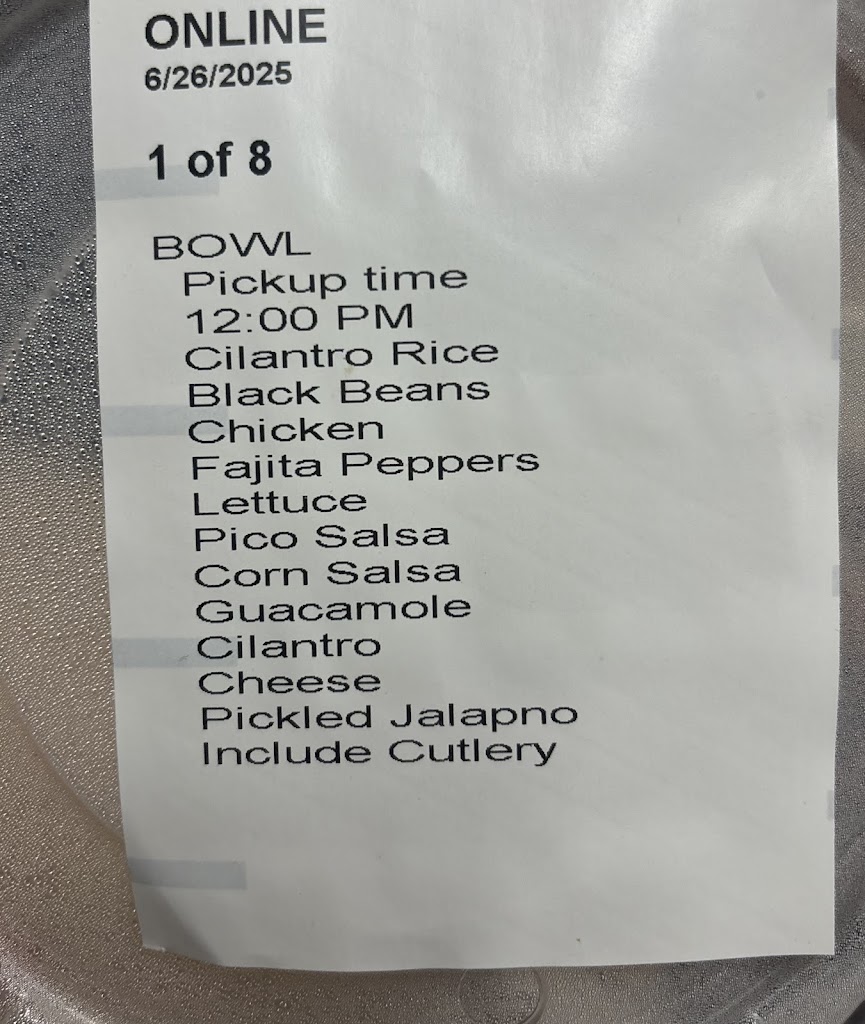 ONLINE
6/26/2025
1 of 8
BOWL
Pickup time
12:00 PM
Cilantro Rice
Black Beans
Chicken
Fajita Peppers
Lettuce
Pico Salsa
Corn Salsa
Guacamole
Cilantro
Cheese
Pickled Jalapno
Include Cutlery